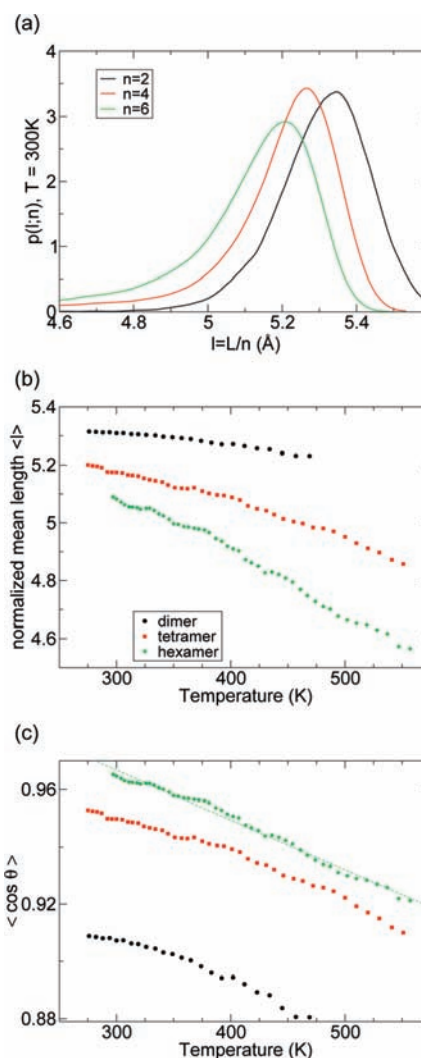 (a)
p(l;n), T = 300K
4
3
2
1
0
n=2
n=4
n=6
4.6 4.8 5 5.2 5.4
l=L/n (Å)
(b)
normalized mean length <l>
5.4
5.2
5
4.8
4.6
dimer
tetramer
hexamer
300 400 500
Temperature (K)
(c)
< cos θ >
0.96
0.92
0.88
300 400 500
Temperature (K)